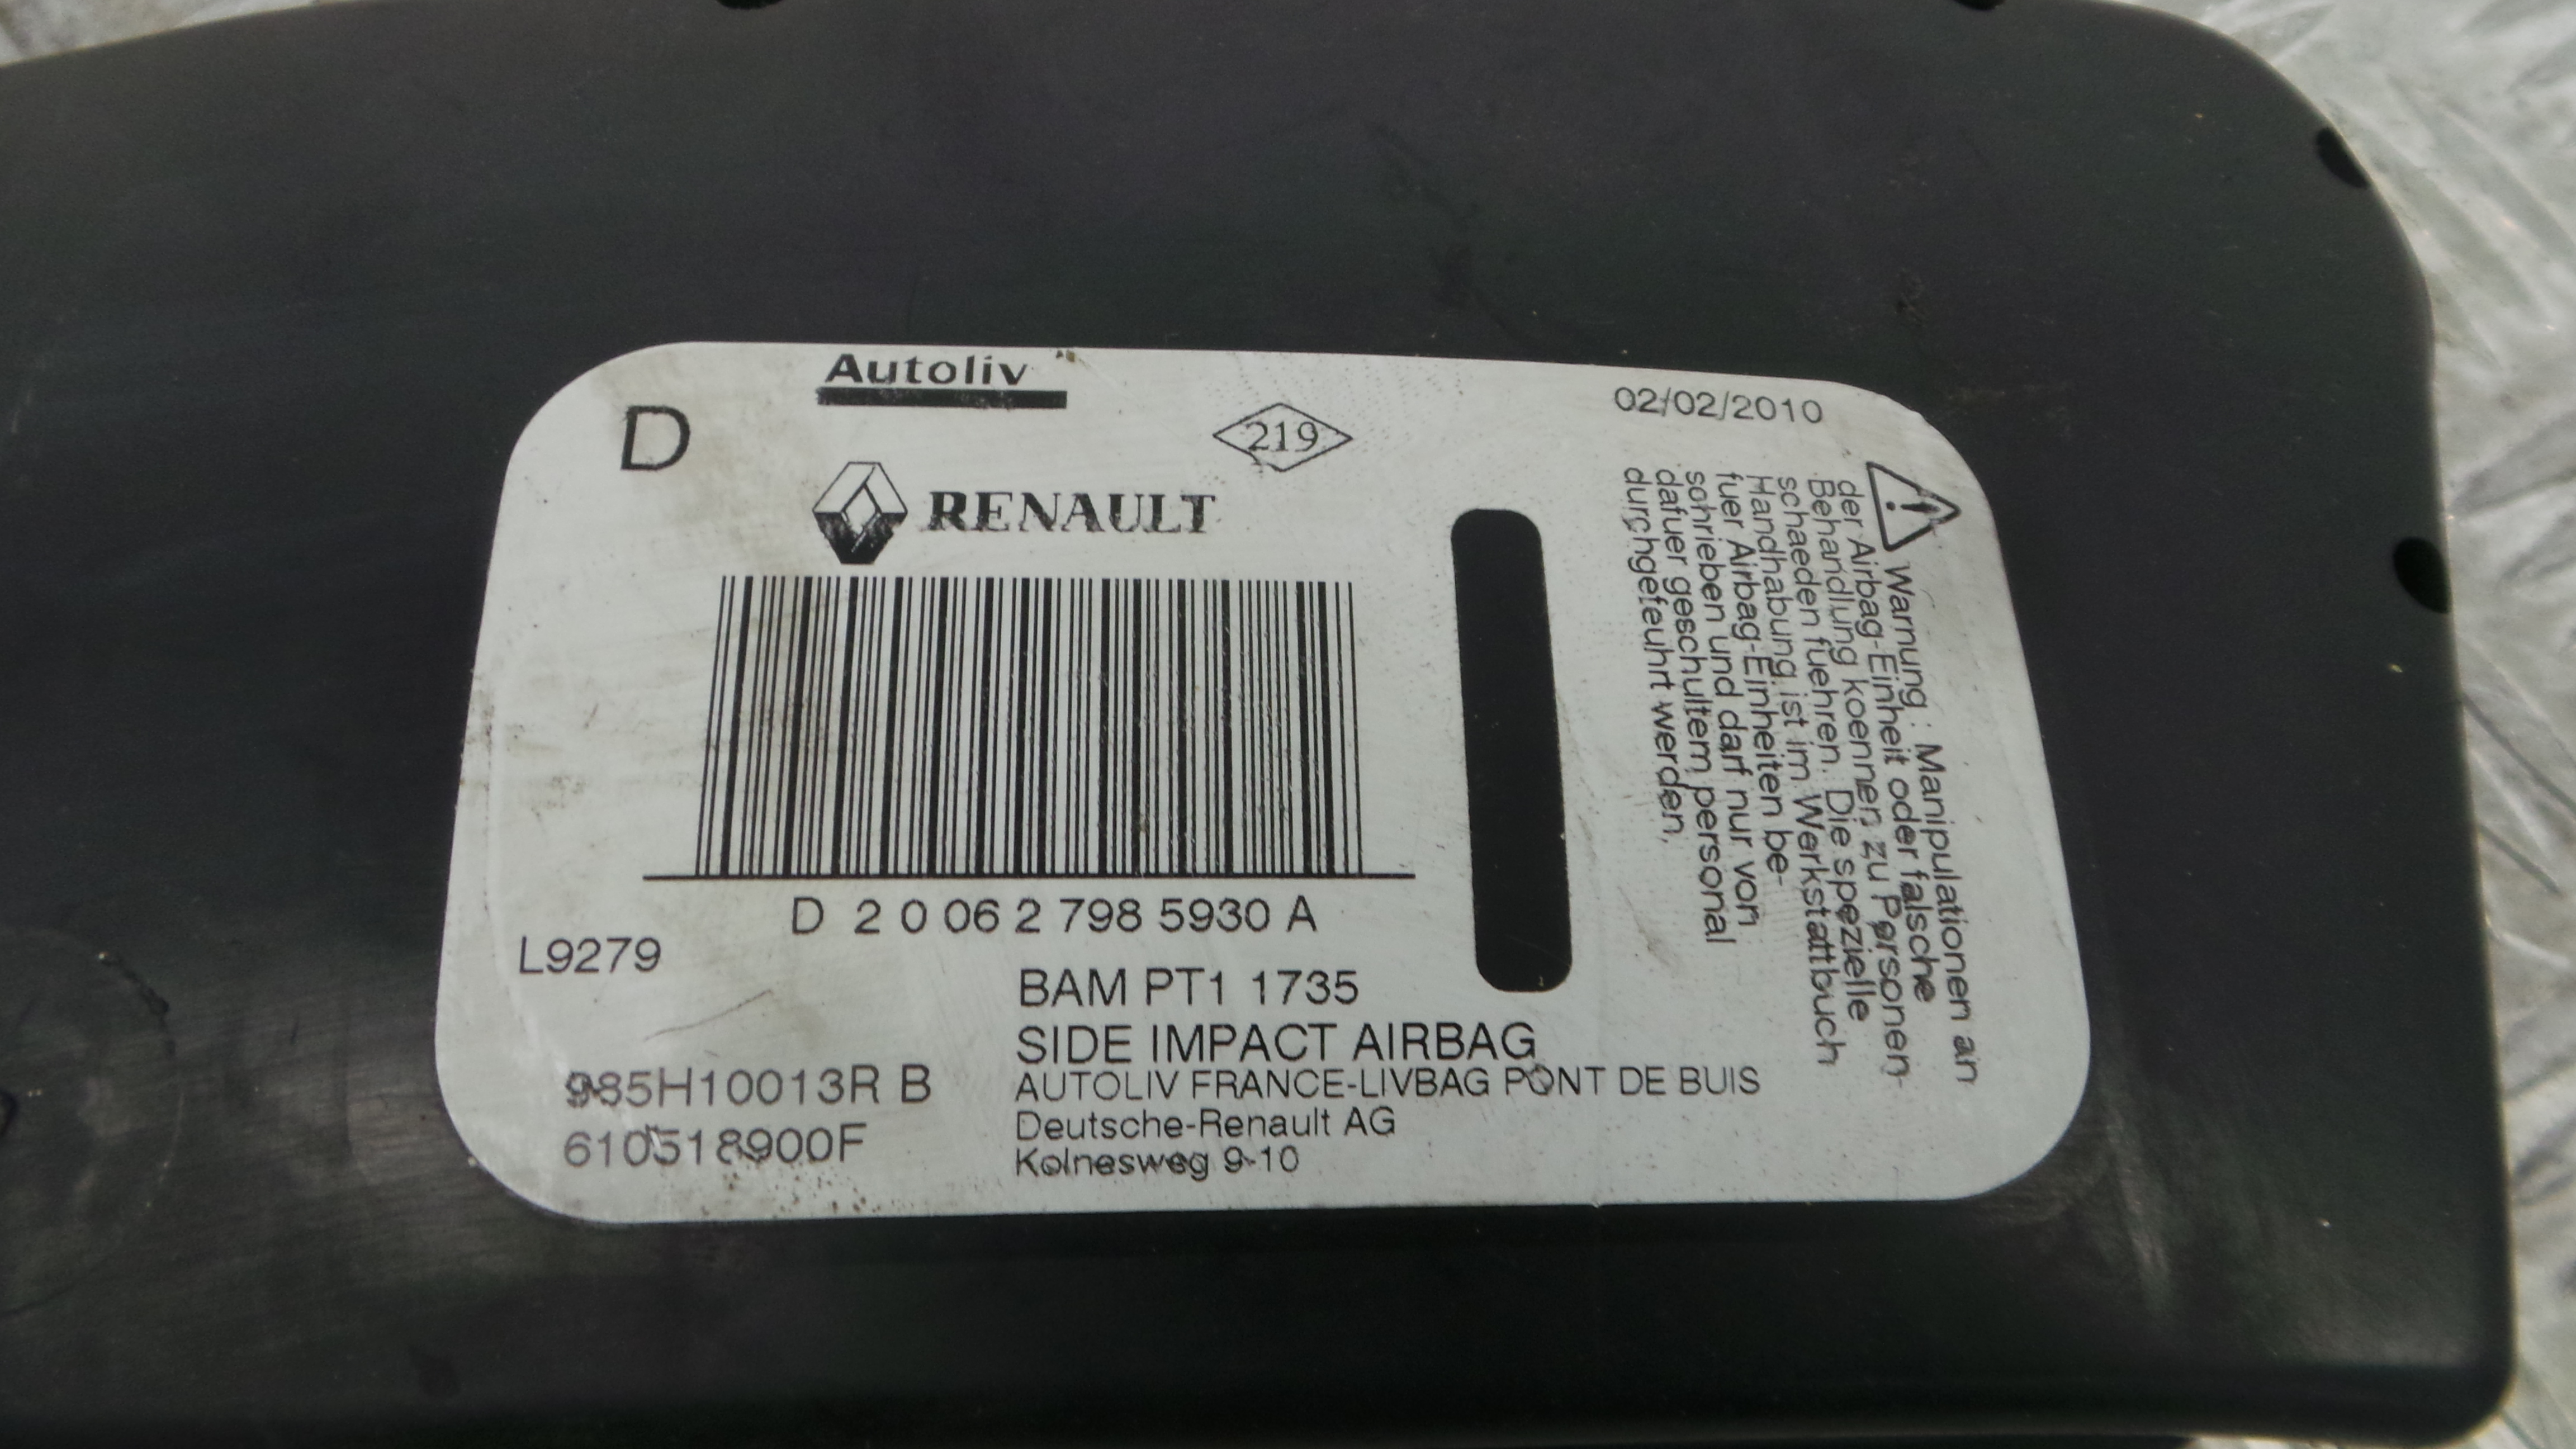 Autoliv
D
219
02/02/2010
RENAULT
D 2 0 06 2 798 5930 A
L9279
BAM PT1 1735
SIDE IMPACT AIRBAG
985H10013R B
AUTOLIV FRANCE-LIVBAG PONT DE BUIS
610518900F
Deutsche-Renault AG
Kolnesweg 9-10
Warnung : Manipulationen an
der Airbag-Einheit oder falsche
Behandlung koennen zu Personen-
schaeden fuehren. Die spezielle
Handhabung ist im Werkstattbuch
fuer Airbag-Einheiten be-
schrieben und darf nur von
dafuer geschultem personal
durchgefeuhrt werden.